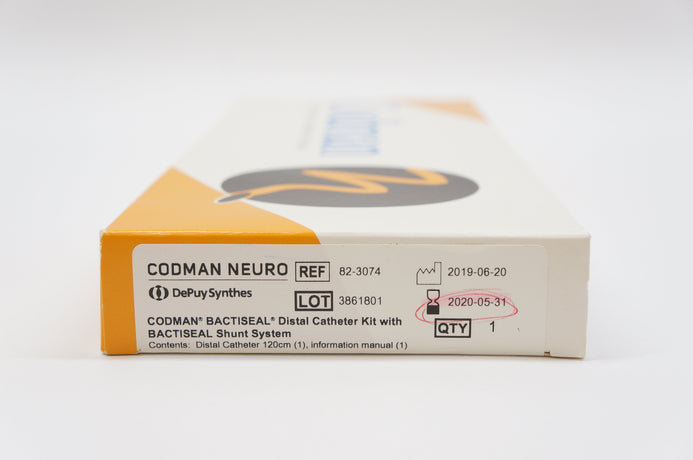 CODMAN NEURO
DePuy Synthes
REF 82-3074
LOT 3861801
2019-06-20
2020-05-31
QTY 1
CODMAN® BACTISEAL® Distal Catheter Kit with
BACTISEAL Shunt System
Contents: Distal Catheter 120cm (1), information manual (1)